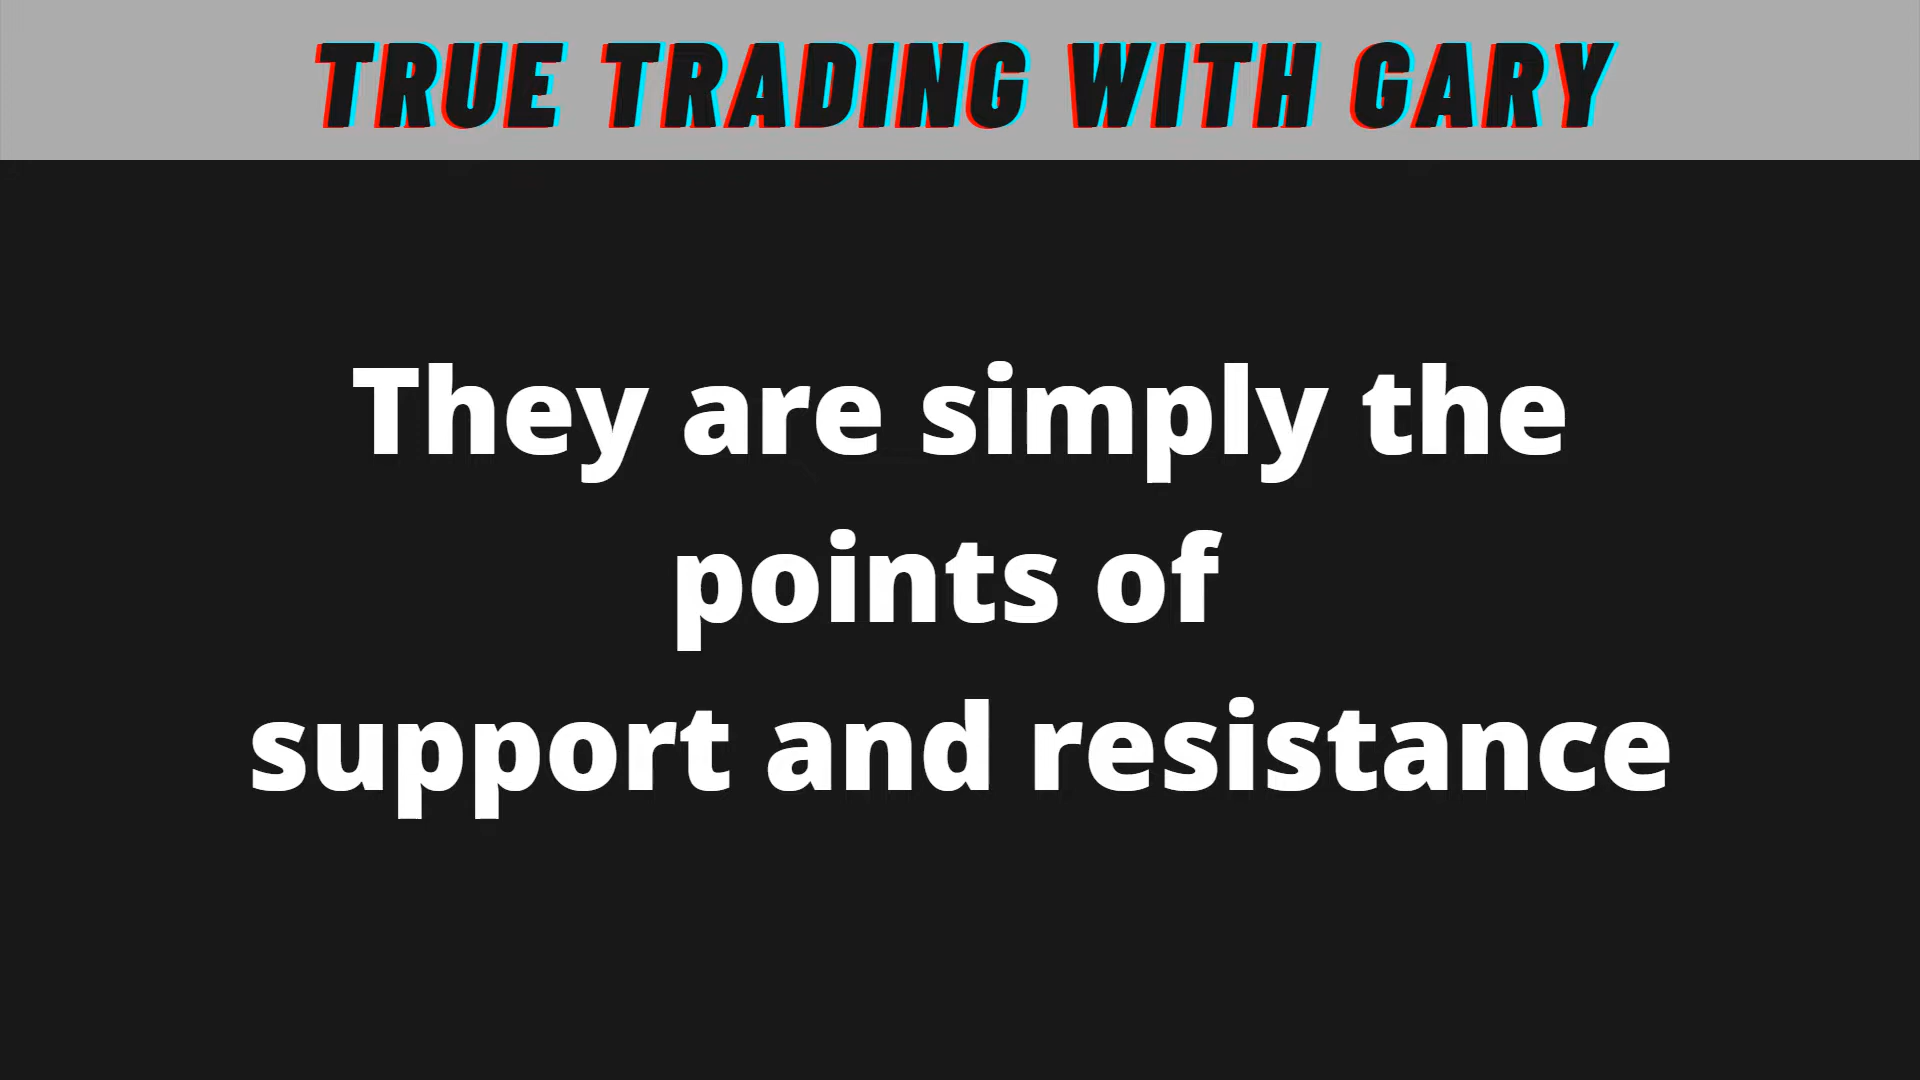 TRUE TRADING WITH GARY
They are simply the
points of
support and resistance